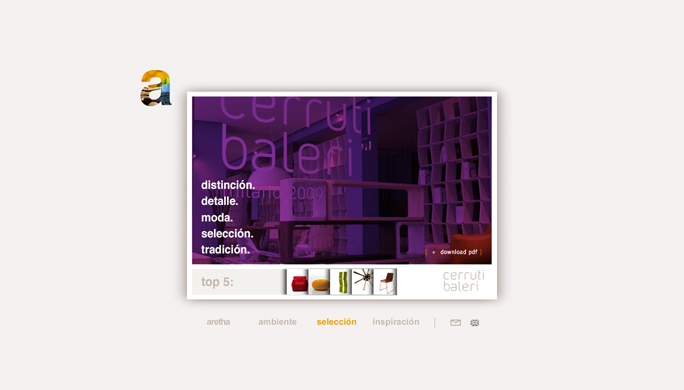 a
cerruti
baleri
milano 2009
distinción.
detalle.
moda.
selección.
tradición.
[ + download pdf ]
top 5:
cerruti
baleri
aretha ambiente selección inspiración